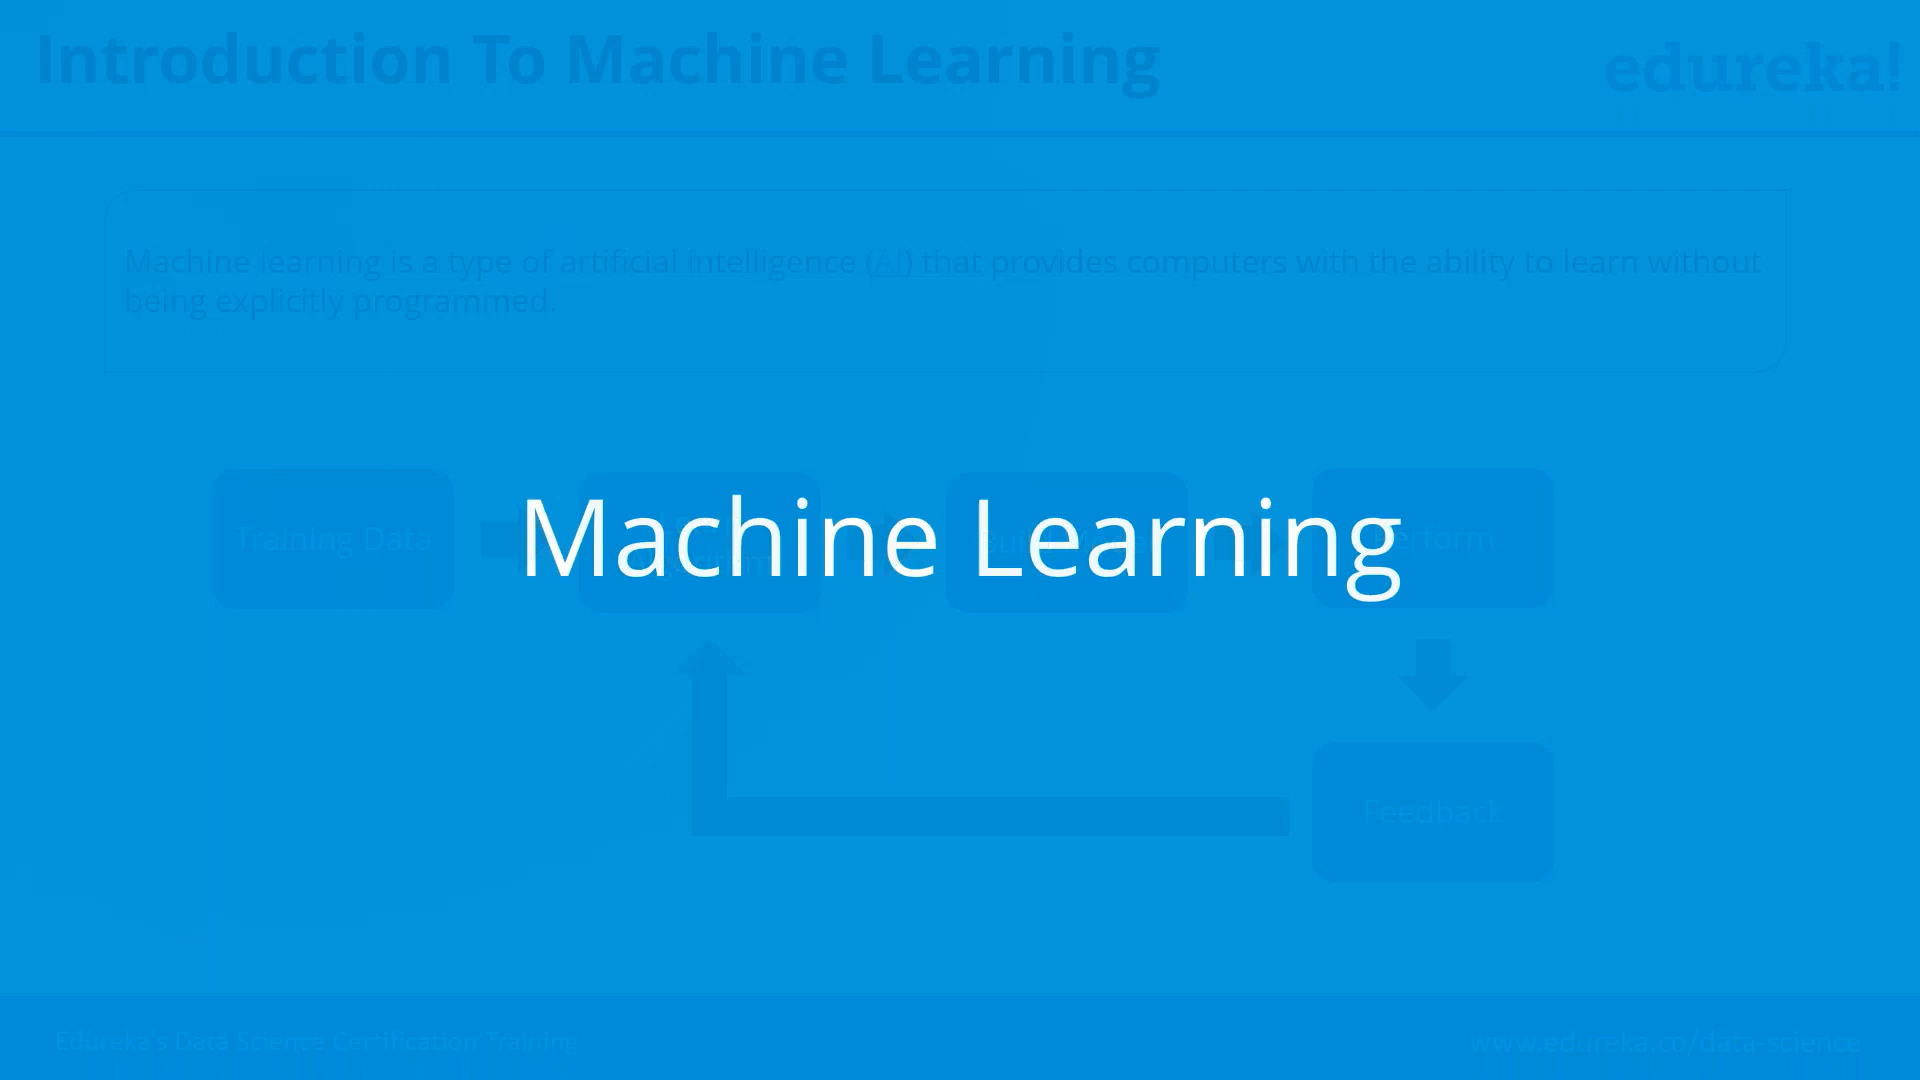 Introduction To Machine Learning
edureka!
Machine learning is a type of artificial intelligence (AI) that provides computers with the ability to learn without
being explicitly programmed.
Training Data
Machine Learning
Perform
Feedback
Edureka's Data Science Certification Training
www.edureka.co/data-science